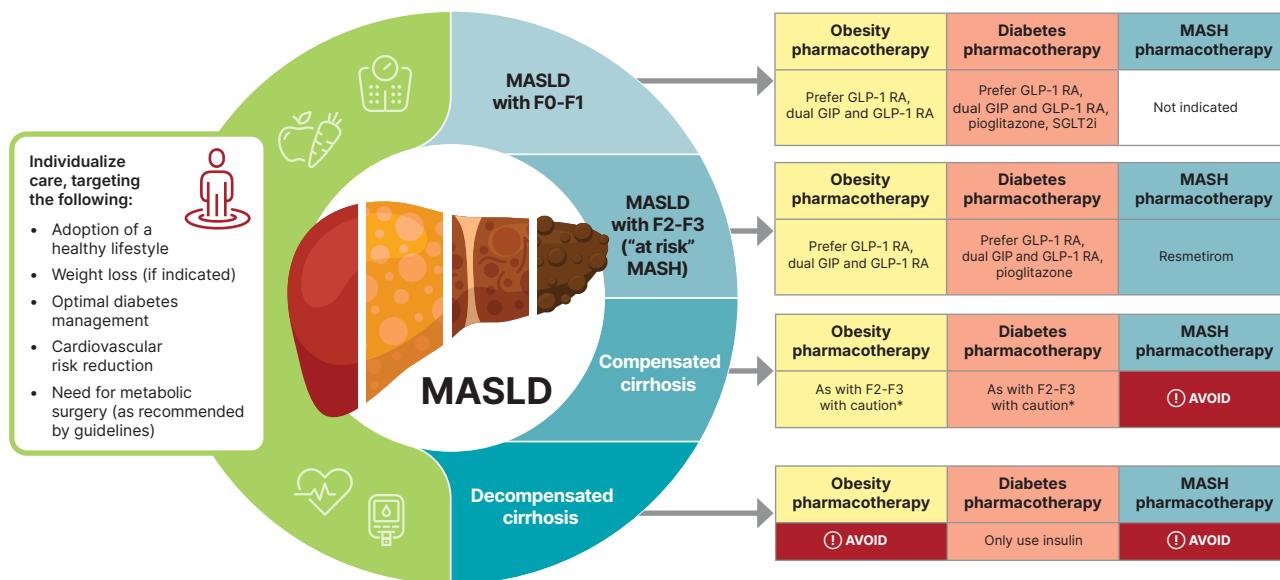 Individualize
care, targeting
the following:
• Adoption of a
healthy lifestyle
• Weight loss (if indicated)
• Optimal diabetes
management
• Cardiovascular
risk reduction
• Need for metabolic
surgery (as recommended
by guidelines)
MASLD
MASLD
with F0-F1
MASLD
with F2-F3
(“at risk”
MASH)
Compensated
cirrhosis
Decompensated
cirrhosis
Obesity
pharmacotherapy
Diabetes
pharmacotherapy
MASH
pharmacotherapy
Prefer GLP-1 RA,
dual GIP and GLP-1 RA
Prefer GLP-1 RA,
dual GIP and GLP-1 RA,
pioglitazone, SGLT2i
Not indicated
Obesity
pharmacotherapy
Diabetes
pharmacotherapy
MASH
pharmacotherapy
Prefer GLP-1 RA,
dual GIP and GLP-1 RA
Prefer GLP-1 RA,
dual GIP and GLP-1 RA,
pioglitazone
Resmetirom
Obesity
pharmacotherapy
Diabetes
pharmacotherapy
MASH
pharmacotherapy
As with F2-F3
with caution*
As with F2-F3
with caution*
! AVOID
Obesity
pharmacotherapy
Diabetes
pharmacotherapy
MASH
pharmacotherapy
! AVOID
Only use insulin
! AVOID